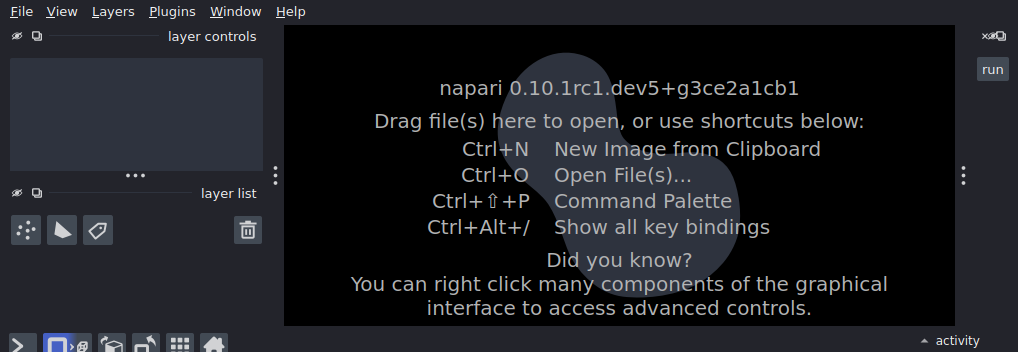 File View Layers Plugins Window Help
layer controls
run
napari 0.10.1rc1.dev5+g3ce2a1cb1
Drag file(s) here to open, or use shortcuts below:
Ctrl+N New Image from Clipboard
Ctrl+O Open File(s)...
Ctrl+⇧+P Command Palette
Ctrl+Alt+/ Show all key bindings
layer list
Did you know?
You can right click many components of the graphical
interface to access advanced controls.
activity